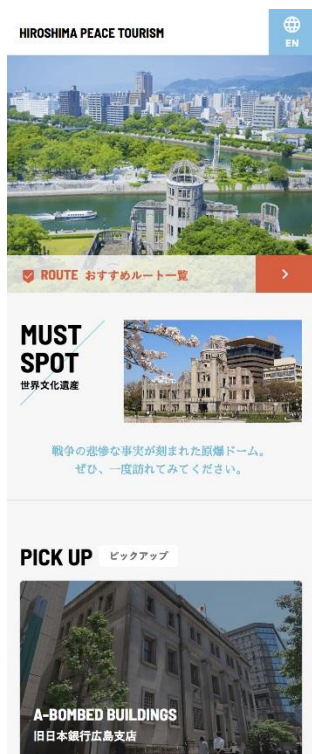 HIROSHIMA PEACE TOURISM
EN
ROUTE おすすめルート一覧
MUST
SPOT
世界文化遺産
戦争の悲惨な事実が刻まれた原爆ドーム。
ぜひ、一度訪れてみてください。
PICK UP ピックアップ
A-BOMBED BUILDINGS
旧日本銀行広島支店